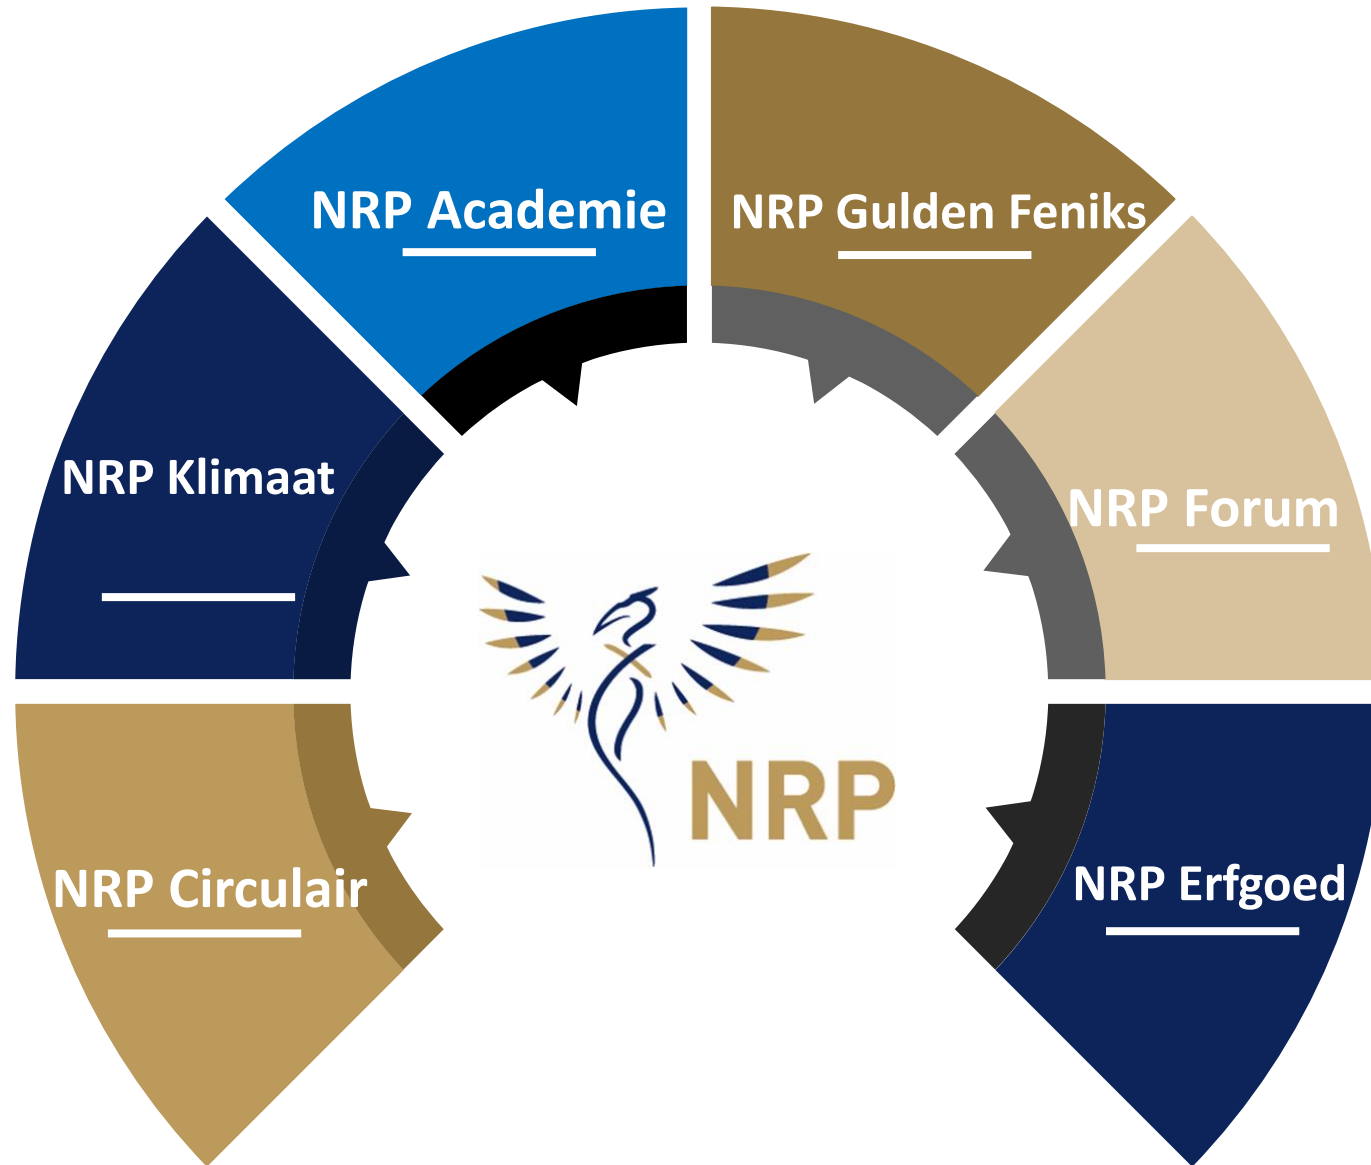 NRP Academie
NRP Gulden Feniks
NRP Klimaat
NRP Forum
NRP
NRP Circulair
NRP Erfgoed